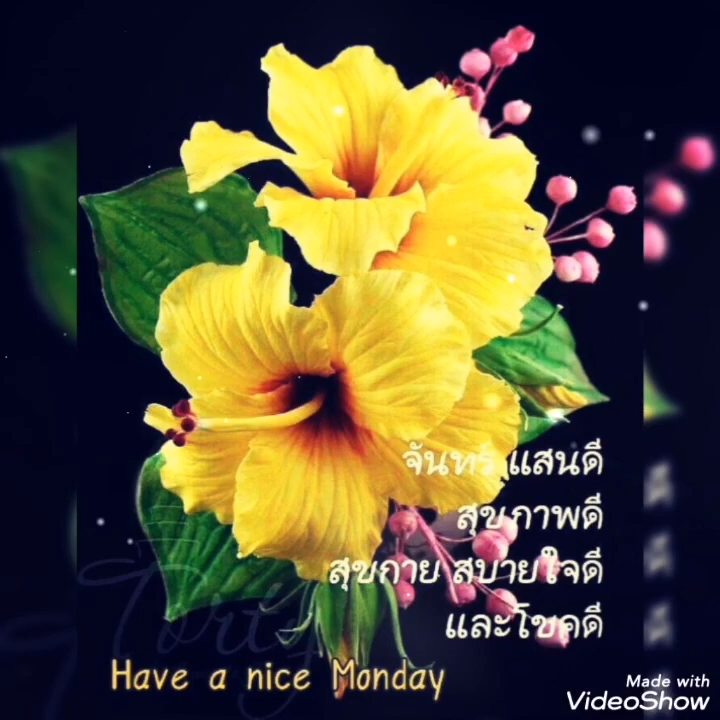 จันทร์ แสนดี
สุขภาพดี
สุขกาย สบายใจดี
และโชคดี
Have a nice Monday
Made with
VideoShow